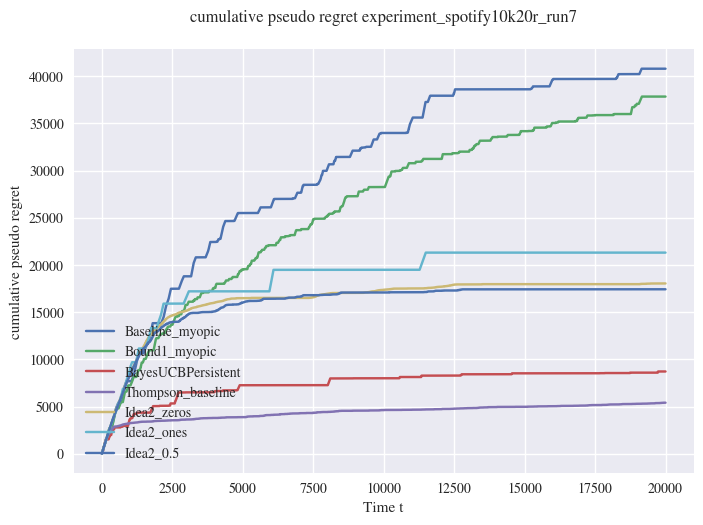 cumulative pseudo regret experiment_spotify10k20r_run7
cumulative pseudo regret
40000
35000
30000
25000
20000
15000
10000
5000
0
Baseline_myopic
Bound1_myopic
BayesUCBPersistent
Thompson_baseline
Idea2_zeros
Idea2_ones
Idea2_0.5
0 2500 5000 7500 10000 12500 15000 17500 20000
Time t